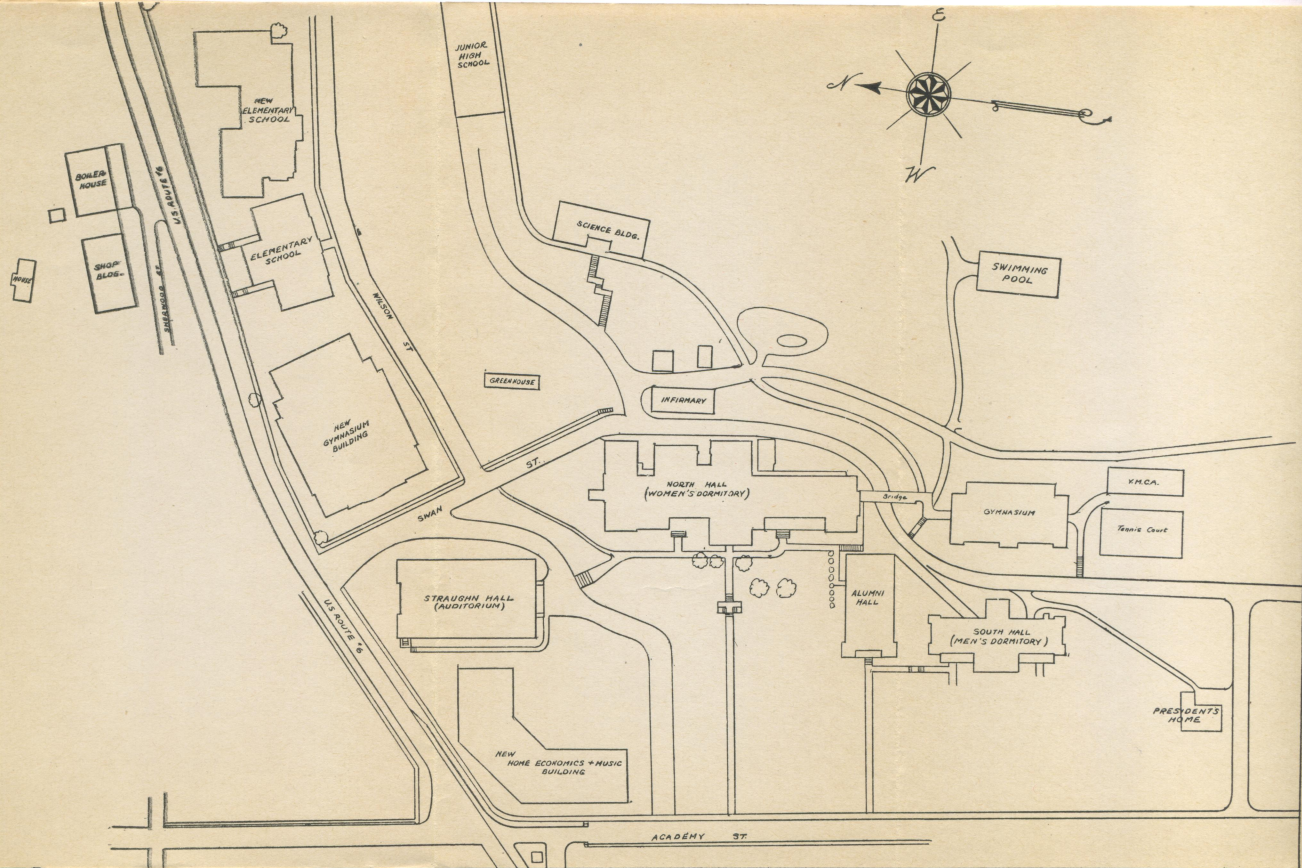 E
N
W
JUNIOR
HIGH
SCHOOL
NEW
ELEMENTARY
SCHOOL
BOILER
HOUSE
U.S. ROUTE #6
SHOP
BLDG.
HOUSE
SHERWOOD ST.
ELEMENTARY
SCHOOL
WILSON ST
SCIENCE BLDG.
SWIMMING
POOL
GREENHOUSE
INFIRMARY
NEW
GYMNASIUM
BUILDING
SWAN ST.
NORTH HALL
(WOMEN'S DORMITORY)
Bridge
GYMNASIUM
Y.M.C.A.
Tennis Court
STRAUGHN HALL
(AUDITORIUM)
U.S. ROUTE #6
ALUMNI
HALL
SOUTH HALL
(MEN'S DORMITORY)
PRESIDENTS
HOME
NEW
HOME ECONOMICS + MUSIC
BUILDING
ACADEMY ST.